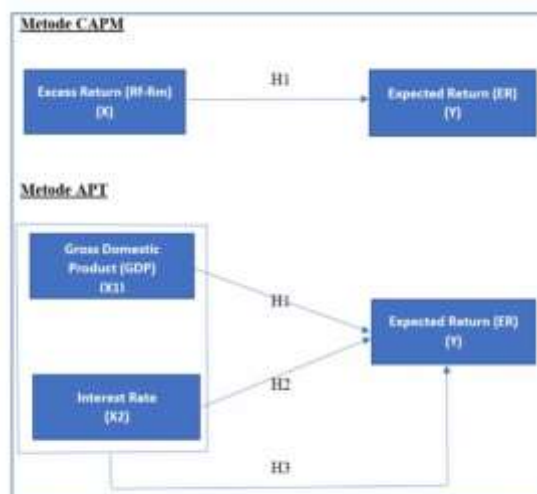 Metode CAPM
H1
Excess Return (Rf-Rm)
(X)
Expected Return (ER)
(Y)
Metode APT
Gross Domestic
Product (GDP)
(X1)
H1
Expected Return (ER)
(Y)
Interest Rate
(X2)
H2
H3